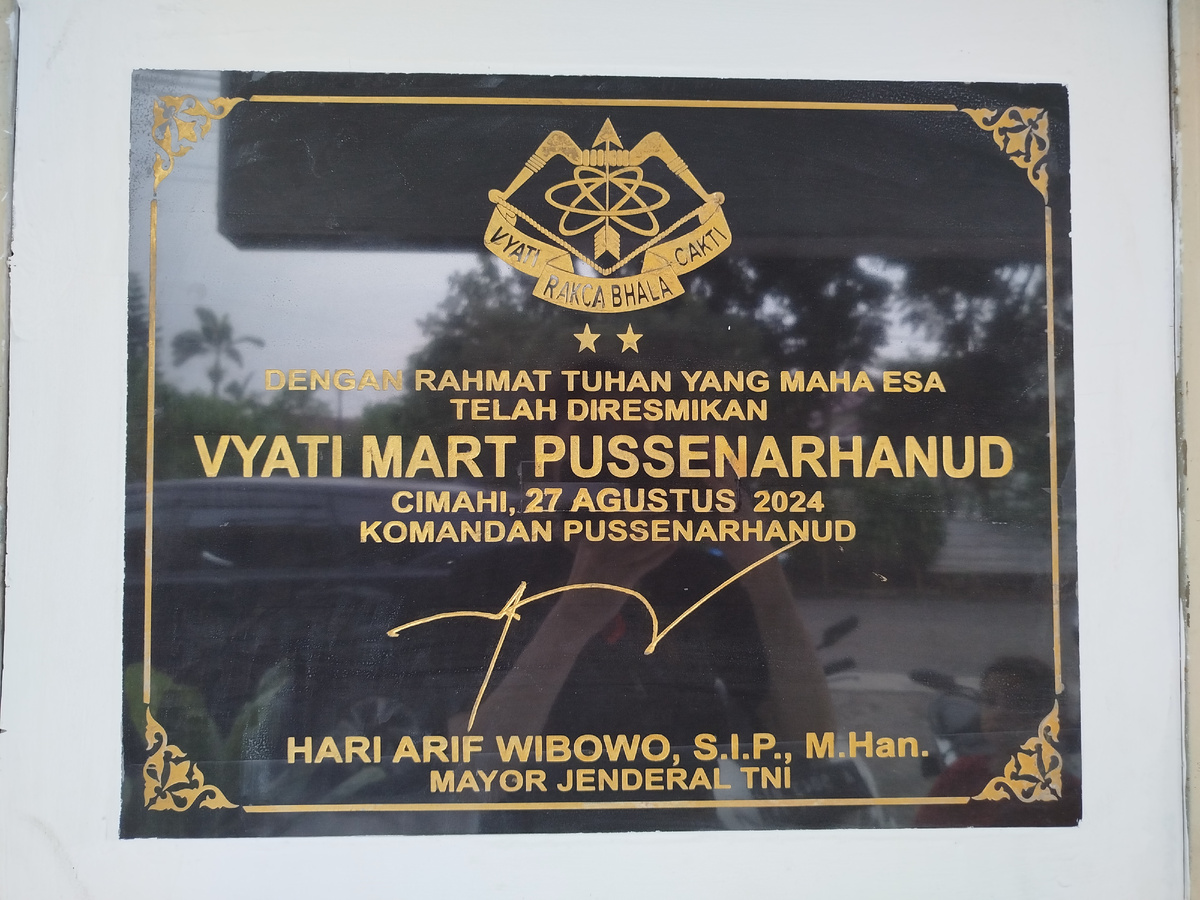 VYATI RAKCA BHALA CAKTI
DENGAN RAHMAT TUHAN YANG MAHA ESA
TELAH DIRESMIKAN
VYATI MART PUSSENARHANUD
CIMAHI, 27 AGUSTUS 2024
KOMANDAN PUSSENARHANUD
HARI ARIF WIBOWO, S.I.P., M.Han.
MAYOR JENDERAL TNI